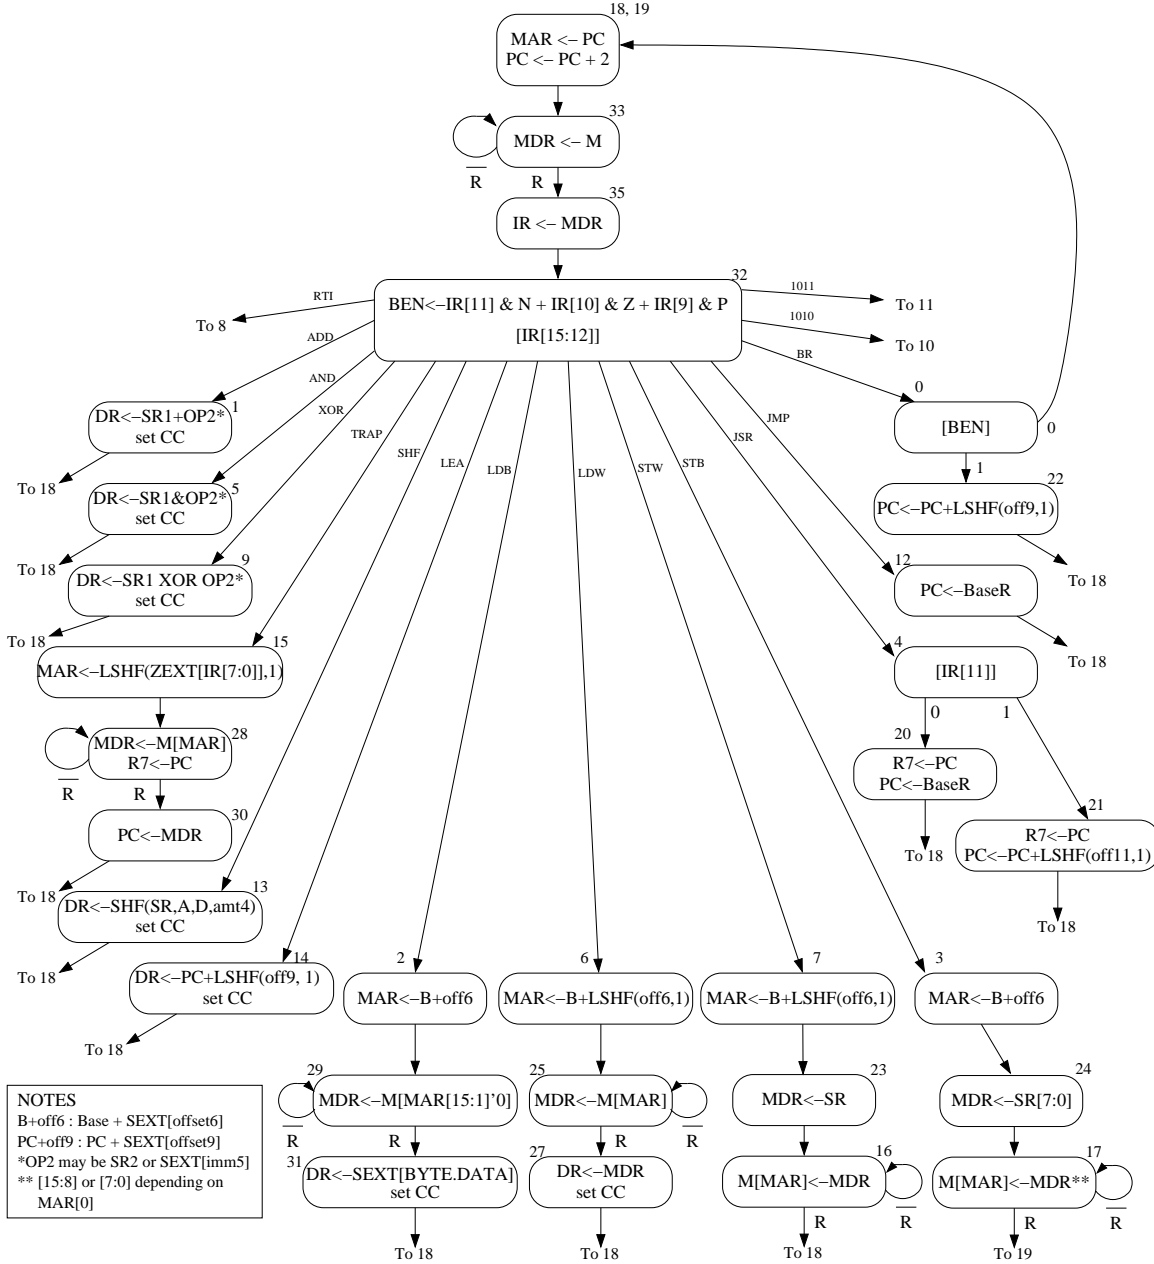 18, 19
MAR <– PC
PC <– PC + 2
33
MDR <– M
R
R
35
IR <– MDR
32
BEN<–IR[11] & N + IR[10] & Z + IR[9] & P
[IR[15:12]]
RTI
To 8
1011
To 11
1010
To 10
ADD
AND
XOR
TRAP
SHF
LEA
LDB
LDW
STW
STB
JSR
JMP
BR
1
DR<–SR1+OP2*
set CC
To 18
5
DR<–SR1&OP2*
set CC
To 18
9
DR<–SR1 XOR OP2*
set CC
To 18
15
MAR<–LSHF(ZEXT[IR[7:0]],1)
28
MDR<–M[MAR]
R7<–PC
R
R
30
PC<–MDR
To 18
13
DR<–SHF(SR,A,D,amt4)
set CC
To 18
14
DR<–PC+LSHF(off9, 1)
set CC
To 18
0
[BEN]
0
1
22
PC<–PC+LSHF(off9,1)
To 18
12
PC<–BaseR
To 18
4
[IR[11]]
0
1
20
R7<–PC
PC<–BaseR
To 18
21
R7<–PC
PC<–PC+LSHF(off11,1)
To 18
2
MAR<–B+off6
29
MDR<–M[MAR[15:1]'0]
R
R
31
DR<–SEXT[BYTE.DATA]
set CC
To 18
6
MAR<–B+LSHF(off6,1)
25
MDR<–M[MAR]
R
R
27
DR<–MDR
set CC
To 18
7
MAR<–B+LSHF(off6,1)
23
MDR<–SR
16
M[MAR]<–MDR
R
R
To 18
3
MAR<–B+off6
24
MDR<–SR[7:0]
17
M[MAR]<–MDR**
R
R
To 19
NOTES
B+off6 : Base + SEXT[offset6]
PC+off9 : PC + SEXT[offset9]
*OP2 may be SR2 or SEXT[imm5]
** [15:8] or [7:0] depending on
MAR[0]